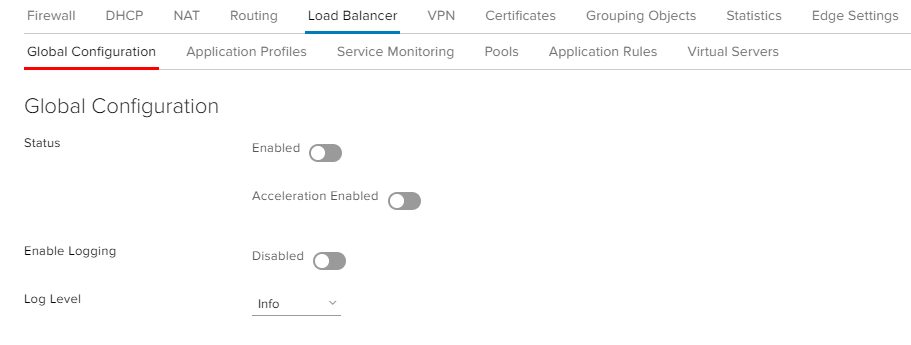 Firewall DHCP NAT Routing Load Balancer VPN Certificates Grouping Objects Statistics Edge Settings
Global Configuration Application Profiles Service Monitoring Pools Application Rules Virtual Servers
Global Configuration
Status Enabled
Acceleration Enabled
Enable Logging Disabled
Log Level Info